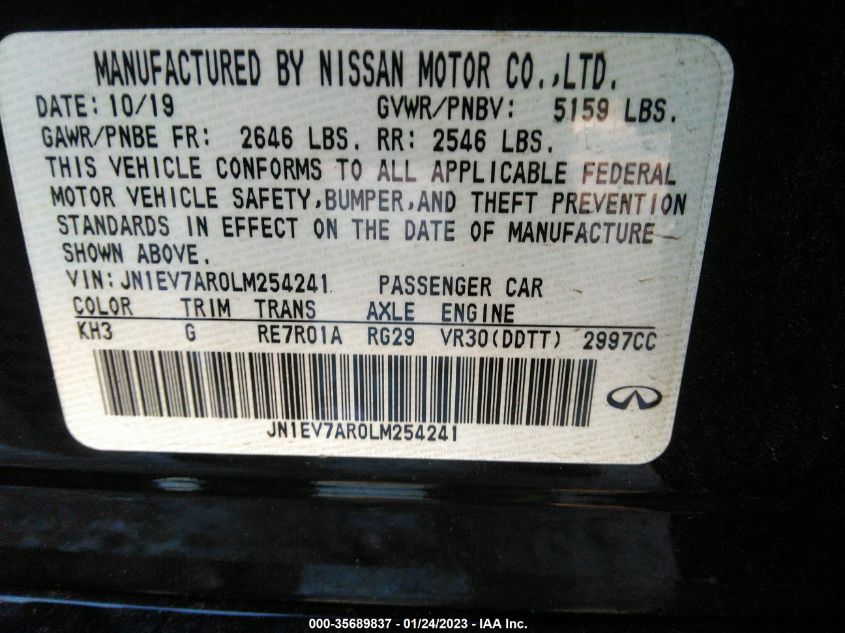 MANUFACTURED BY NISSAN MOTOR CO.,LTD.
DATE: 10/19 GVWR/PNBV: 5159 LBS.
GAWR/PNBE FR: 2646 LBS. RR: 2546 LBS.
THIS VEHICLE CONFORMS TO ALL APPLICABLE FEDERAL
MOTOR VEHICLE SAFETY,BUMPER,AND THEFT PREVENTION
STANDARDS IN EFFECT ON THE DATE OF MANUFACTURE
SHOWN ABOVE.
VIN:JN1EV7AR0LM254241 PASSENGER CAR
COLOR TRIM TRANS AXLE ENGINE
KH3 G RE7R01A RG29 VR30(DDTT) 2997CC
JN1EV7AR0LM254241
000-35689837 - 01/24/2023 - IAA Inc.